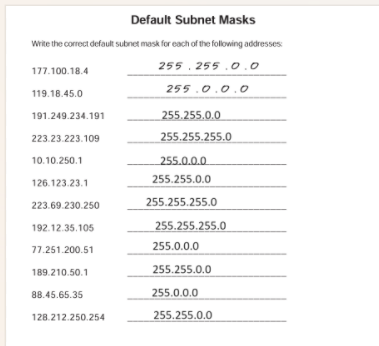 Default Subnet Masks
Write the correct default subnet mask for each of the following addresses:
177.100.18.4 255 . 255 . 0 . 0
119.18.45.0 255 . 0 . 0 . 0
191.249.234.191 255.255.0.0
223.23.223.109 255.255.255.0
10.10.250.1 255.0.0.0
126.123.23.1 255.255.0.0
223.69.230.250 255.255.255.0
192.12.35.105 255.255.255.0
77.251.200.51 255.0.0.0
189.210.50.1 255.255.0.0
88.45.65.35 255.0.0.0
128.212.250.254 255.255.0.0